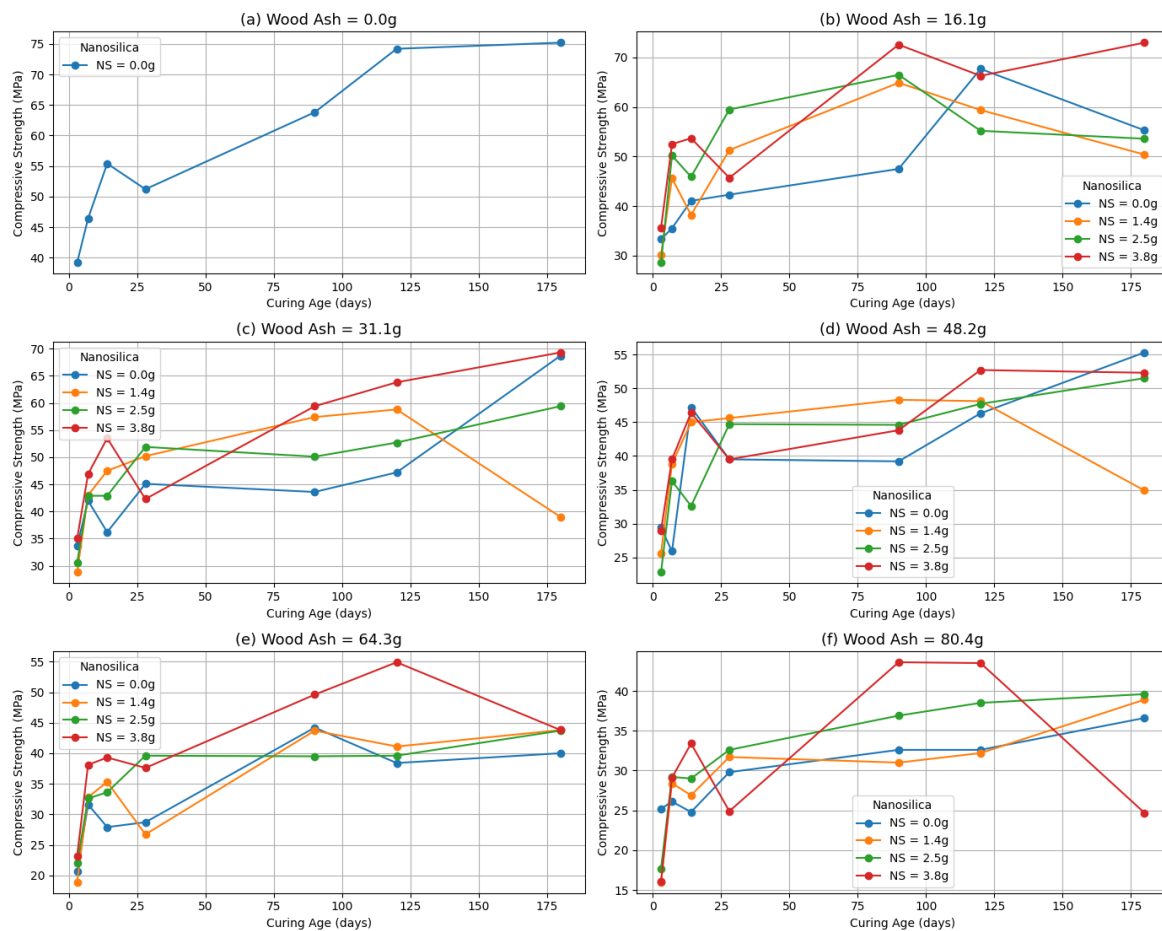 (a) Wood Ash = 0.0g
Compressive Strength (MPa)
75
70
65
60
55
50
45
40
Nanosilica
NS = 0.0g
0
25
50
75
100
125
150
175
Curing Age (days)
(b) Wood Ash = 16.1g
Compressive Strength (MPa)
70
60
50
40
30
Nanosilica
NS = 0.0g
NS = 1.4g
NS = 2.5g
NS = 3.8g
0
25
50
75
100
125
150
175
Curing Age (days)
(c) Wood Ash = 31.1g
Compressive Strength (MPa)
70
65
60
55
50
45
40
35
30
Nanosilica
NS = 0.0g
NS = 1.4g
NS = 2.5g
NS = 3.8g
0
25
50
75
100
125
150
175
Curing Age (days)
(d) Wood Ash = 48.2g
Compressive Strength (MPa)
55
50
45
40
35
30
25
Nanosilica
NS = 0.0g
NS = 1.4g
NS = 2.5g
NS = 3.8g
0
25
50
75
100
125
150
175
Curing Age (days)
(e) Wood Ash = 64.3g
Compressive Strength (MPa)
55
50
45
40
35
30
25
20
Nanosilica
NS = 0.0g
NS = 1.4g
NS = 2.5g
NS = 3.8g
0
25
50
75
100
125
150
175
Curing Age (days)
(f) Wood Ash = 80.4g
Compressive Strength (MPa)
40
35
30
25
20
15
Nanosilica
NS = 0.0g
NS = 1.4g
NS = 2.5g
NS = 3.8g
0
25
50
75
100
125
150
175
Curing Age (days)